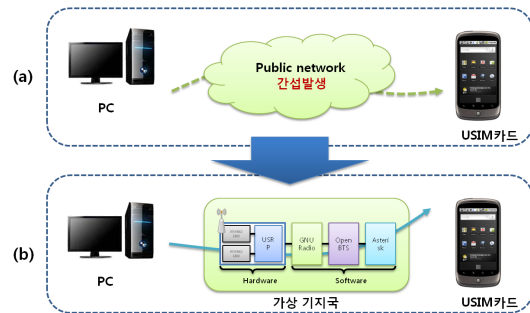 (a)
Public network
간섭발생
PC
USIM카드
(b)
USR
P
GNU
Radio
Open
BTS
Asteri
sk
Hardware
Software
PC
가상 기지국
USIM카드